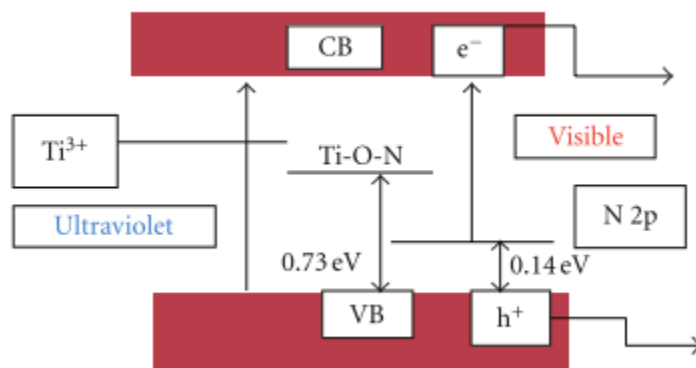 CB
e⁻
Ti³⁺
Ti-O-N
Visible
Ultraviolet
N 2p
0.73 eV
0.14 eV
VB
h⁺